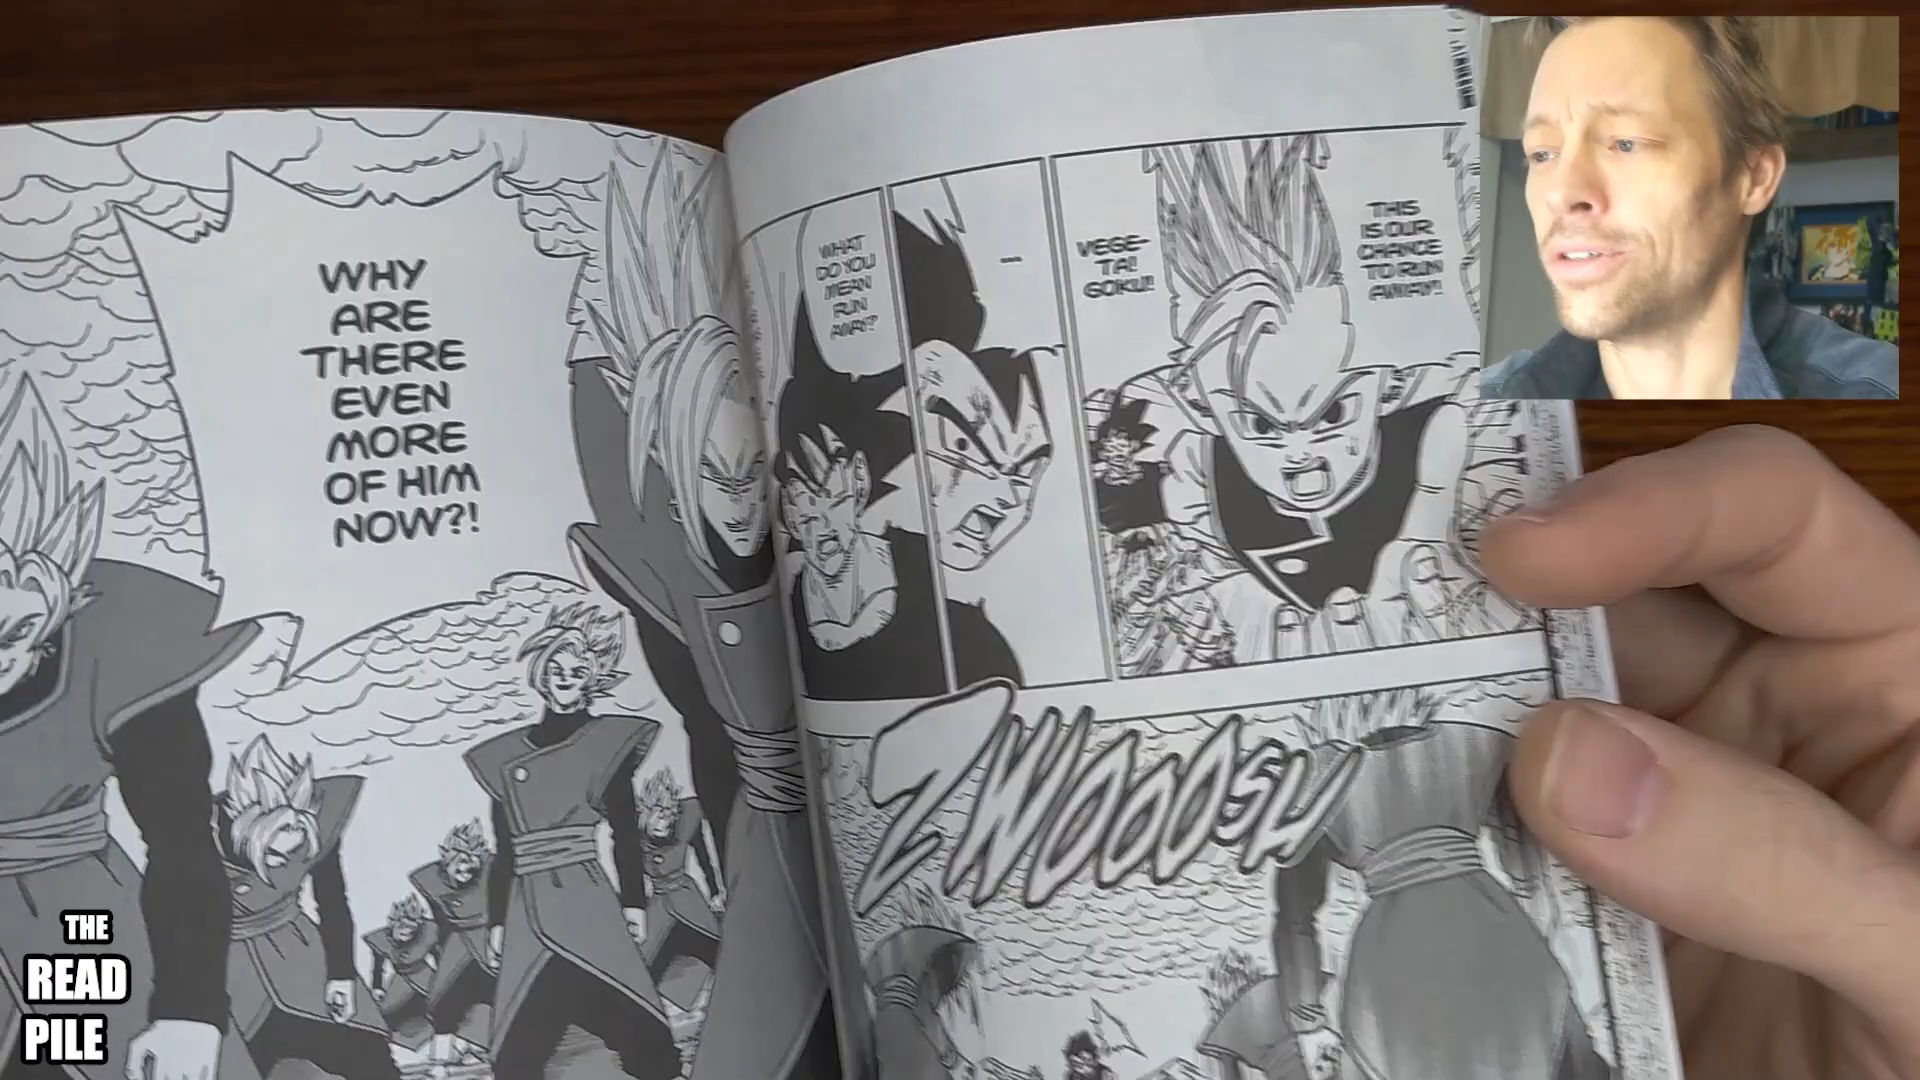 THIS
IS OUR
CHANCE
TO RUN
AWAY!
VEGE-
TA!
GOKU!
...
WHAT
DO YOU
MEAN
RUN
AWAY?
ZWOOOSH
WHY
ARE
THERE
EVEN
MORE
OF HIM
NOW?!
THE
READ
PILE